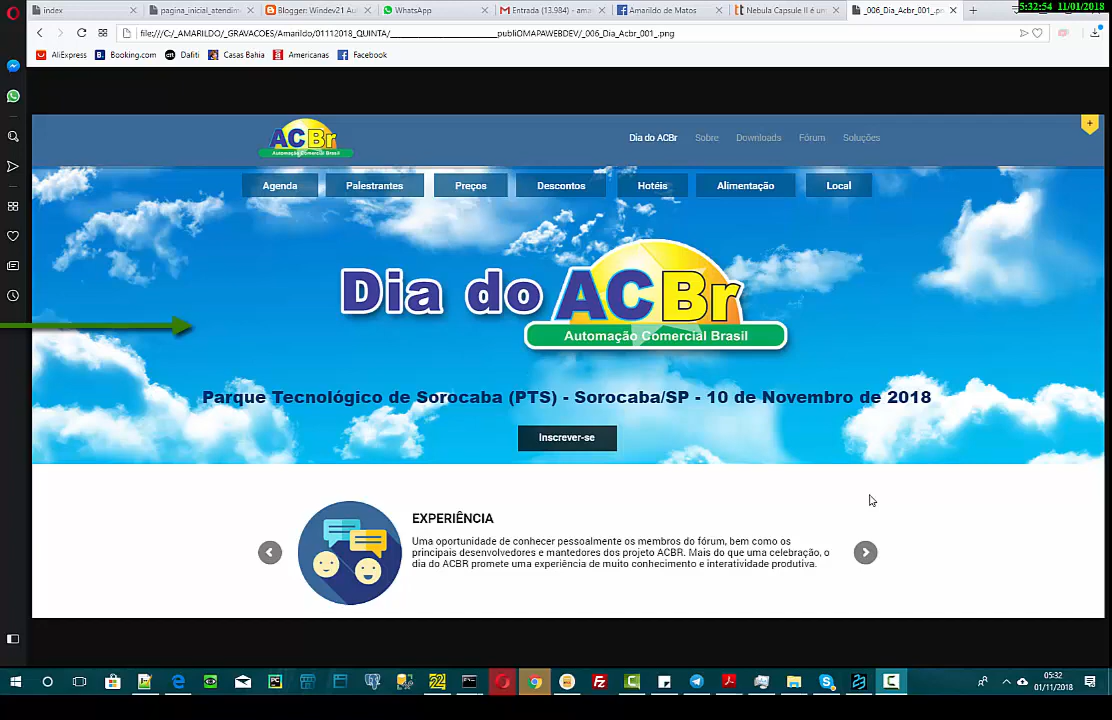 5:32:54 11/01/2018
index
pagina_inicial_atendim
Blogger: Windev21 Au
WhatsApp
Entrada (13.984) - ama
Amarildo de Matos
Nebula Capsule II é un
_006_Dia_Acbr_001_.pn
file:///C:/_AMARILDO/_GRAVACOES/Amarildo/01112018_QUINTA/____________________publiOMAPAWEBDEV/_006_Dia_Acbr_001_.png
AliExpress
Booking.com
Dafiti
Casas Bahia
Americanas
Facebook
ACBr
Automação Comercial Brasil
Dia do ACBr
Sobre
Downloads
Fórum
Soluções
Agenda
Palestrantes
Preços
Descontos
Hotéis
Alimentação
Local
Dia do ACBr
Automação Comercial Brasil
Parque Tecnológico de Sorocaba (PTS) - Sorocaba/SP - 10 de Novembro de 2018
Inscrever-se
EXPERIÊNCIA
Uma oportunidade de conhecer pessoalmente os membros do fórum, bem como os
principais desenvolvedores e mantedores dos projeto ACBR. Mais do que uma celebração, o
dia do ACBR promete uma experiência de muito conhecimento e interatividade produtiva.
05:32
01/11/2018